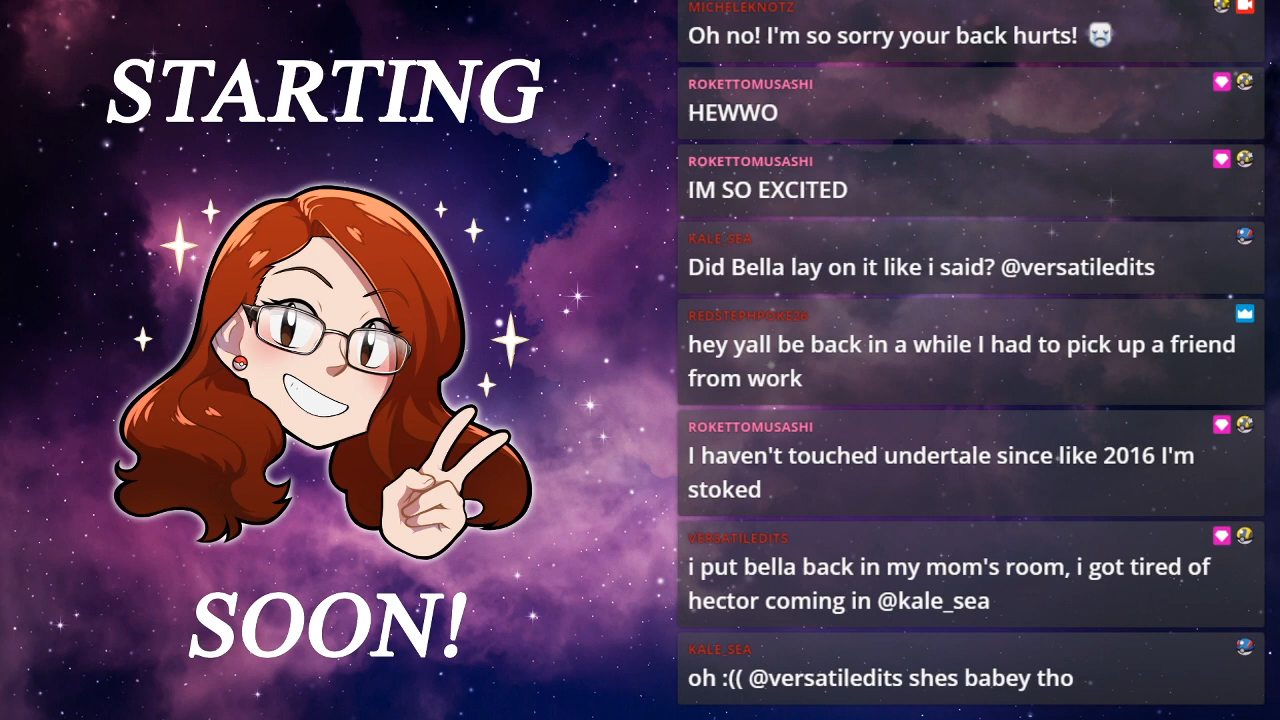 STARTING
SOON!
MICHELEKNOTZ
Oh no! I'm so sorry your back hurts!
ROKETTOMUSASHI
HEWWO
ROKETTOMUSASHI
IM SO EXCITED
KALE_SEA
Did Bella lay on it like i said? @versatiledits
REDSTEPHPOKE26
hey yall be back in a while I had to pick up a friend
from work
ROKETTOMUSASHI
I haven't touched undertale since like 2016 I'm
stoked
VERSATILEDITS
i put bella back in my mom's room, i got tired of
hector coming in @kale_sea
KALE_SEA
oh :(( @versatiledits shes babey tho